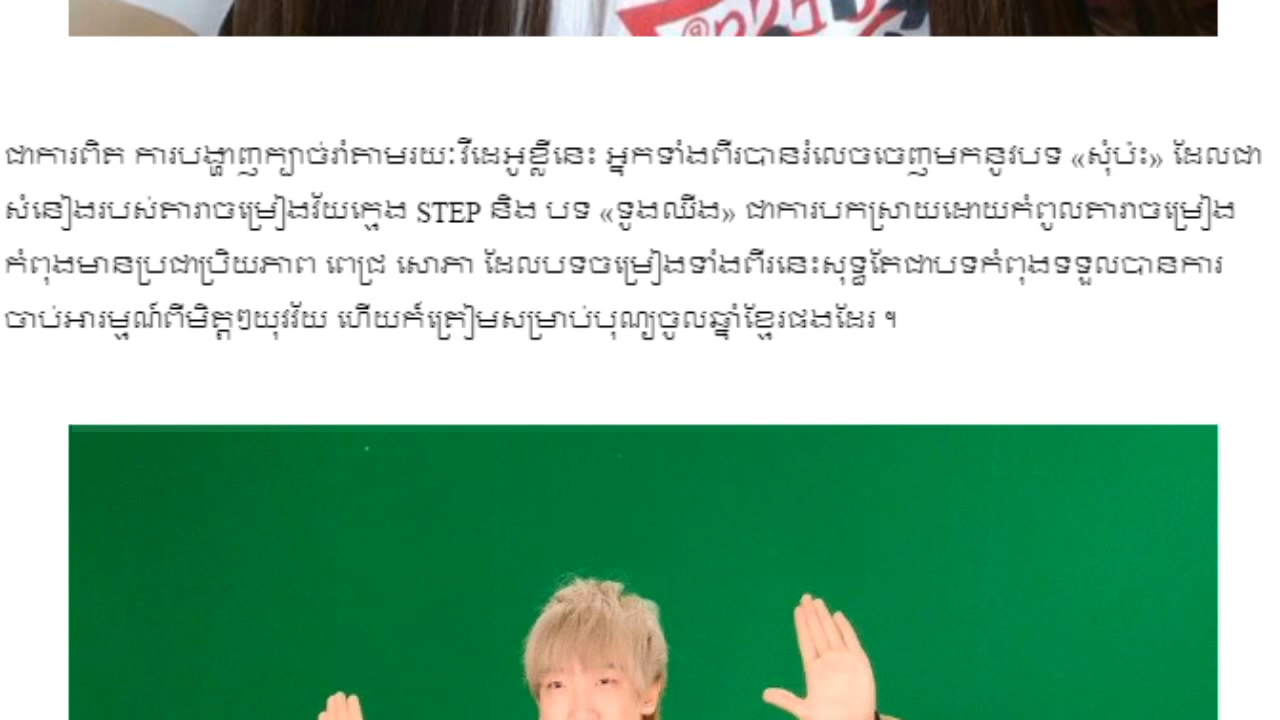 ជាការពិត ការបង្ហាញក្បាច់រាំតាមរយៈវីដេអូខ្លីនេះ អ្នកទាំងពីរបានរំលេចចេញមកនូវបទ «សុំប៉ះ» ដែលជា
សំនៀងរបស់តារាចម្រៀងវ័យក្មេង STEP និង បទ «ទូងឈីង» ជាការបកស្រាយដោយកំពូលតារាចម្រៀង
កំពុងមានប្រជាប្រិយភាព ពេជ្រ សោភា ដែលបទចម្រៀងទាំងពីរនេះសុទ្ធតែជាបទកំពុងទទួលបានការ
ចាប់អារម្មណ៍ពីមិត្តៗយុវវ័យ ហើយក៏ត្រៀមសម្រាប់បុណ្យចូលឆ្នាំខ្មែរផងដែរ ។